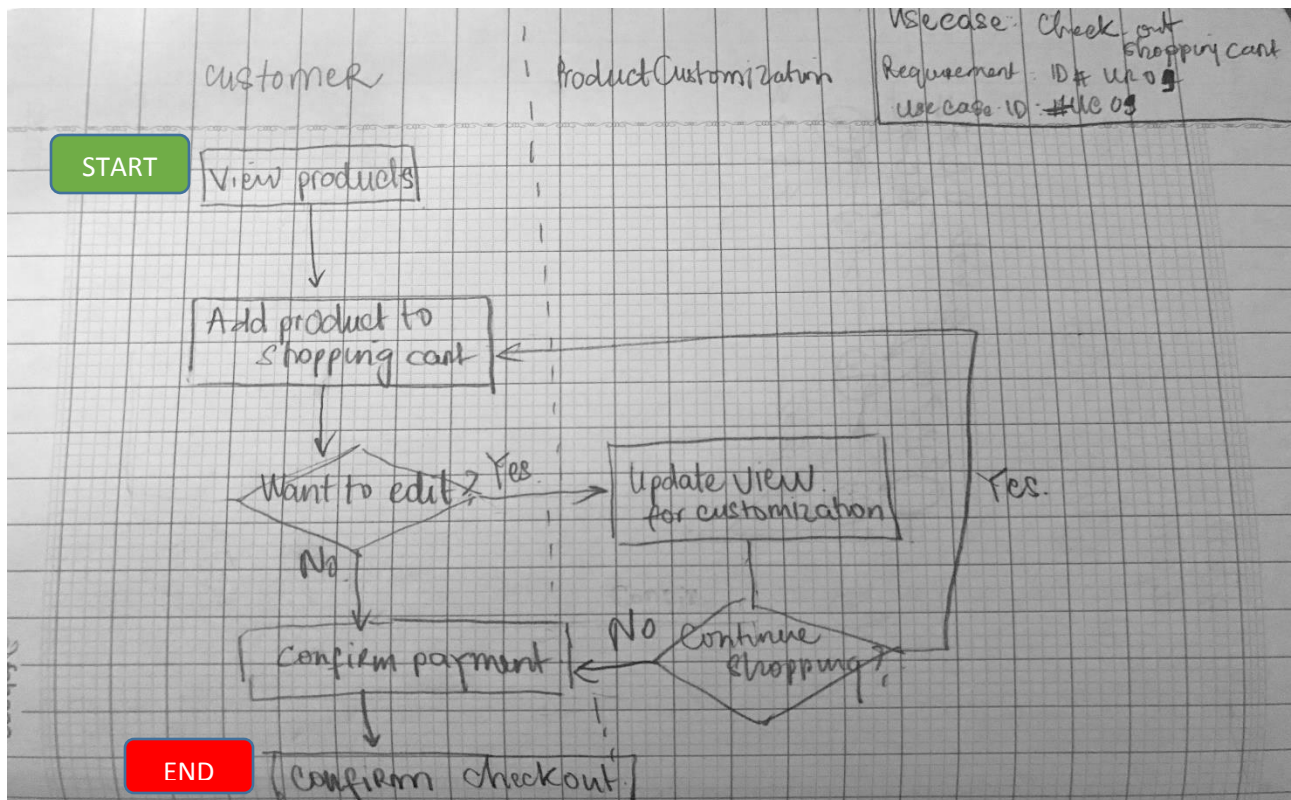 Usecase: Check out
shopping cart
Requirement: ID# UR 09
Use case ID: #UC 09
customer
Product Customization
START
View products
Add product to
shopping cart
Want to edit? Yes.
Update view
for customization
Yes.
No.
No
Continue
shopping?
Confirm payment
END
Confirm checkout.